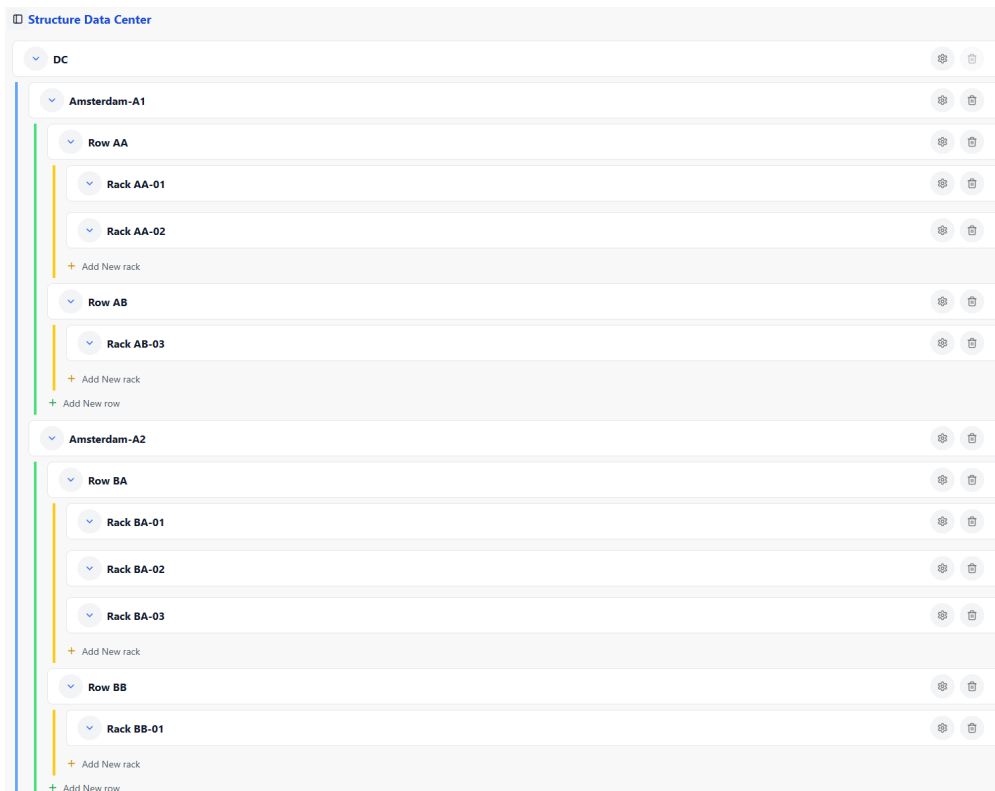 Structure Data Center
DC
Amsterdam-A1
Row AA
Rack AA-01
Rack AA-02
+ Add New rack
Row AB
Rack AB-03
+ Add New rack
+ Add New row
Amsterdam-A2
Row BA
Rack BA-01
Rack BA-02
Rack BA-03
+ Add New rack
Row BB
Rack BB-01
+ Add New rack
+ Add New row